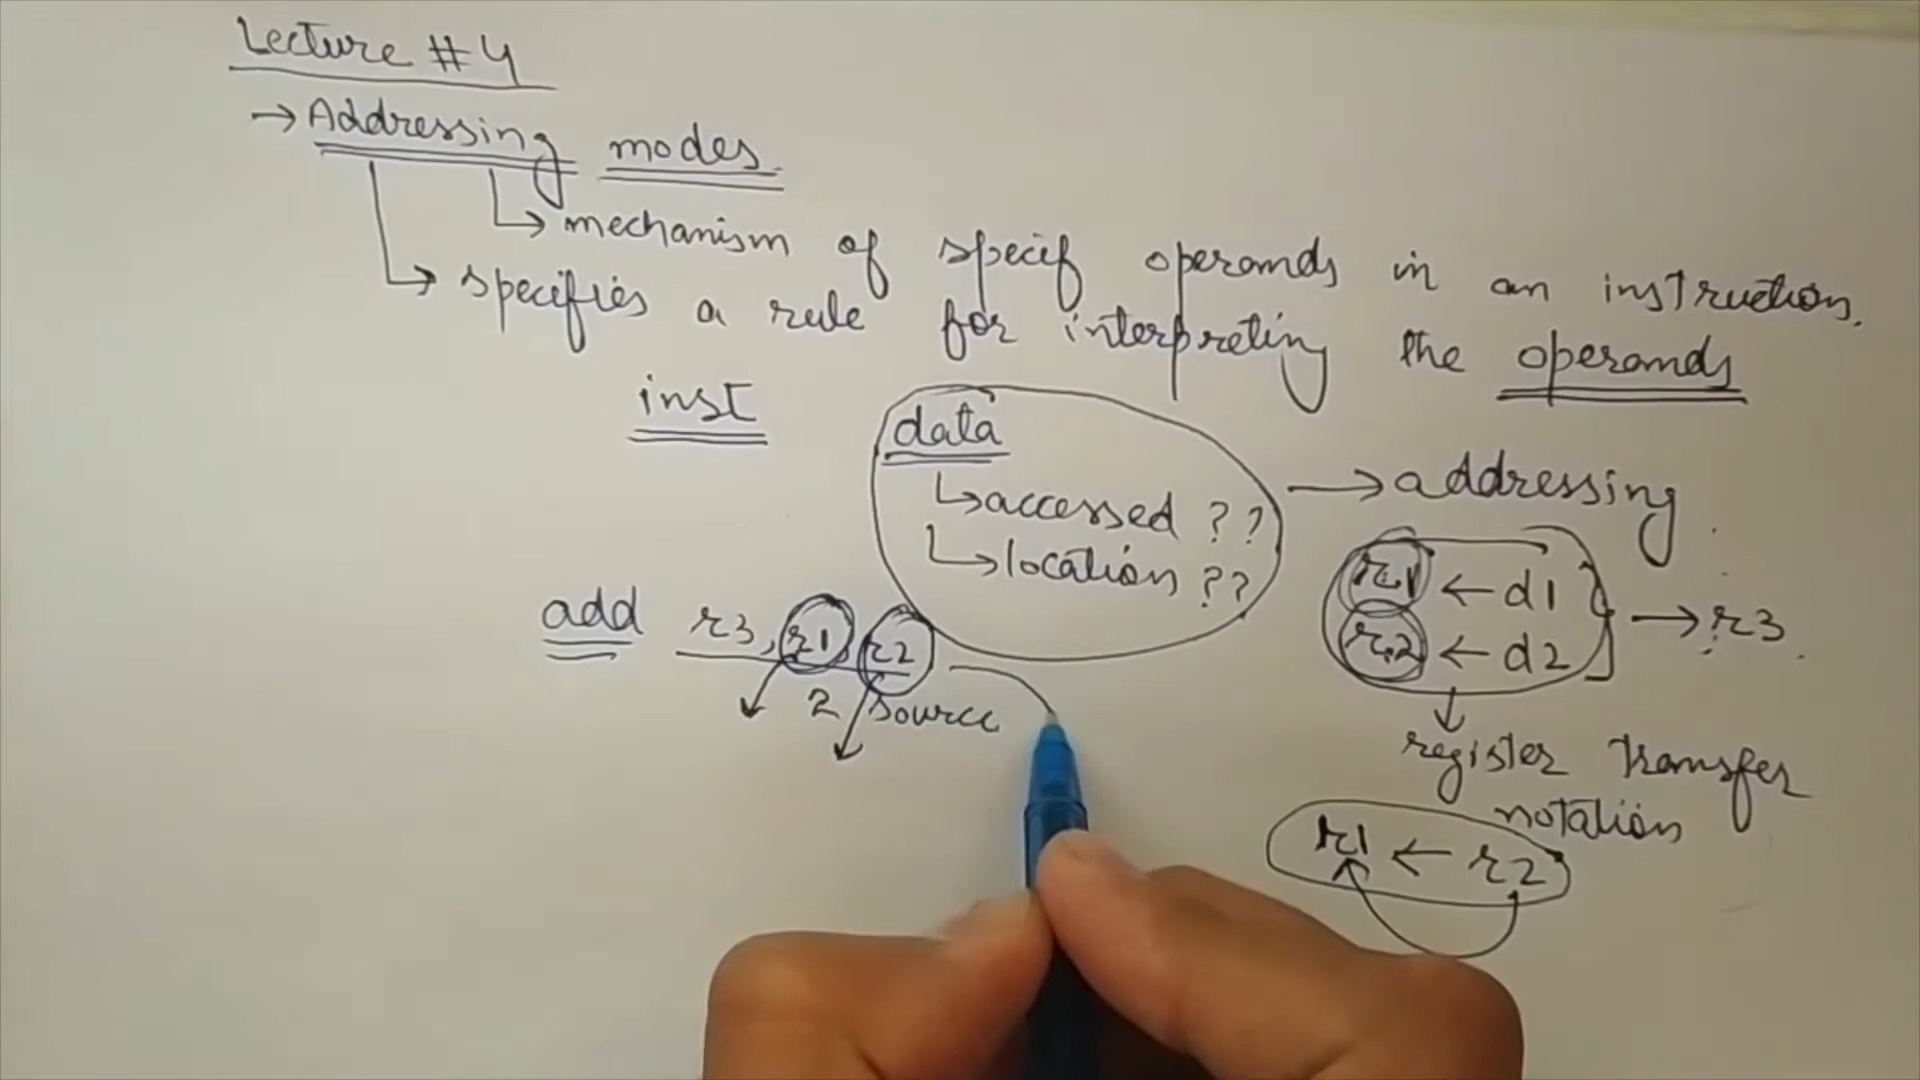 Lecture #4
→ Addressing modes
↳ mechanism of specif operands in an instruction.
↳ specifies a rule for interpreting the operands
inst
data
↳ accessed ??
↳ location ??
→ addressing
add r3, r1, r2
2 source
r1 ← d1
r2 ← d2
→ r3
register transfer
notation
r1 ← r2